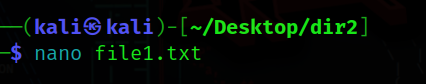 ──(kali㉿kali)-[~/Desktop/dir2]
─$ nano file1.txt